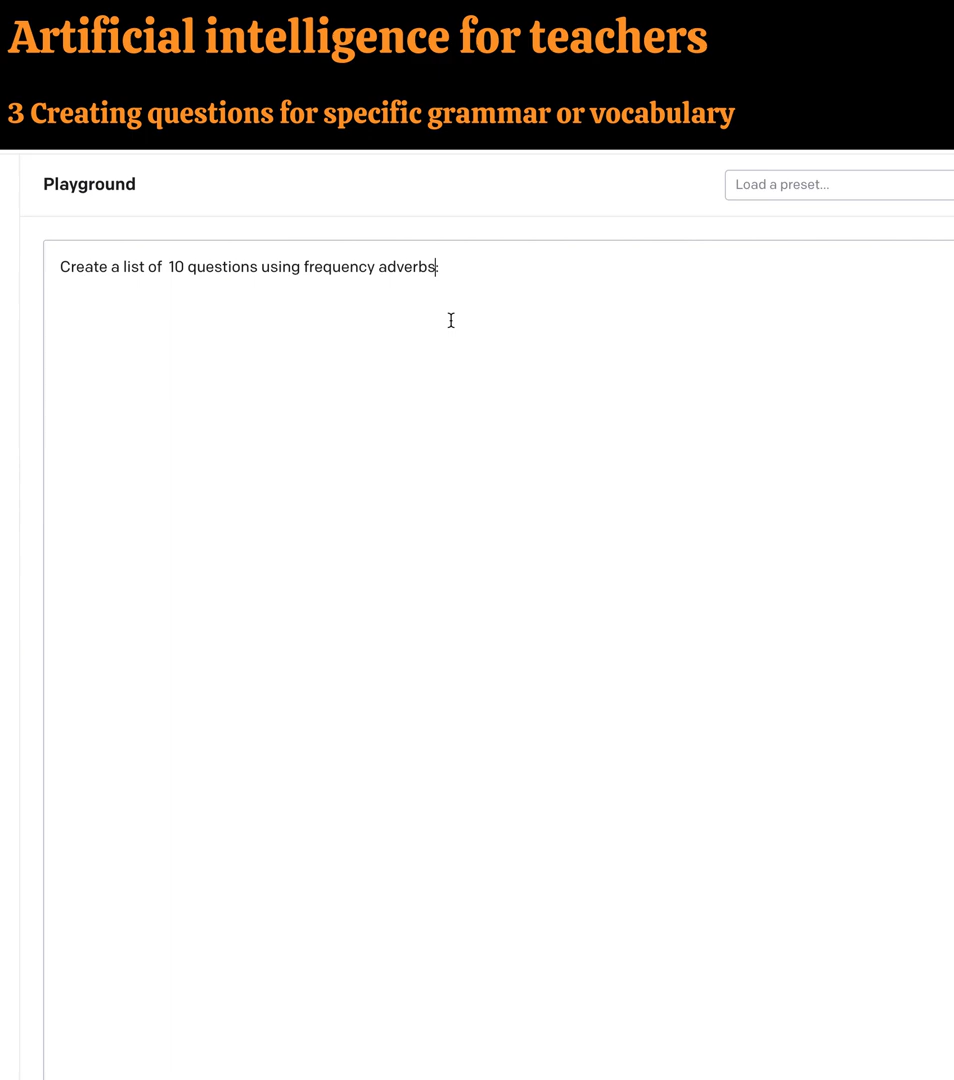 Artificial intelligence for teachers
3 Creating questions for specific grammar or vocabulary
Playground
Load a preset...
Create a list of 10 questions using frequency adverbs: